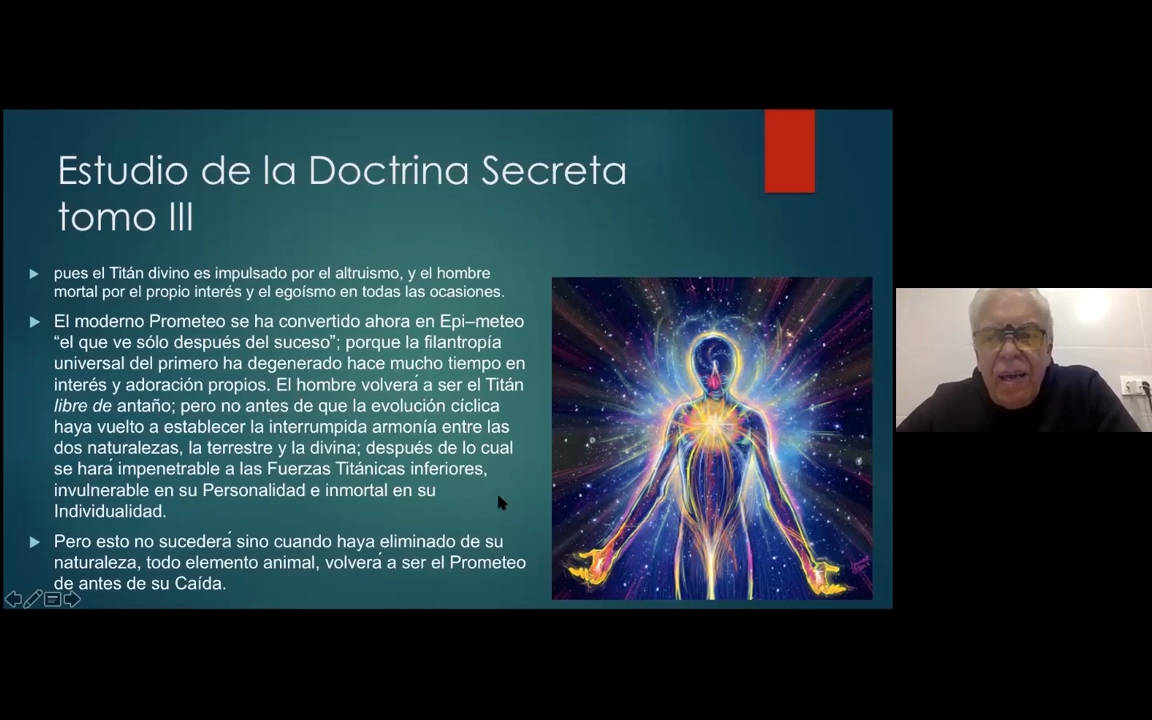 Estudio de la Doctrina Secreta
tomo III
pues el Titán divino es impulsado por el altruismo, y el hombre
mortal por el propio interés y el egoísmo en todas las ocasiones.
El moderno Prometeo se ha convertido ahora en Epi–meteo
“el que ve sólo después del suceso”; porque la filantropía
universal del primero ha degenerado hace mucho tiempo en
interés y adoración propios. El hombre volverá a ser el Titán
libre de antaño; pero no antes de que la evolución cíclica
haya vuelto a establecer la interrumpida armonía entre las
dos naturalezas, la terrestre y la divina; después de lo cual
se hará impenetrable a las Fuerzas Titánicas inferiores,
invulnerable en su Personalidad e inmortal en su
Individualidad.
Pero esto no sucederá sino cuando haya eliminado de su
naturaleza, todo elemento animal, volverá a ser el Prometeo
de antes de su Caída.